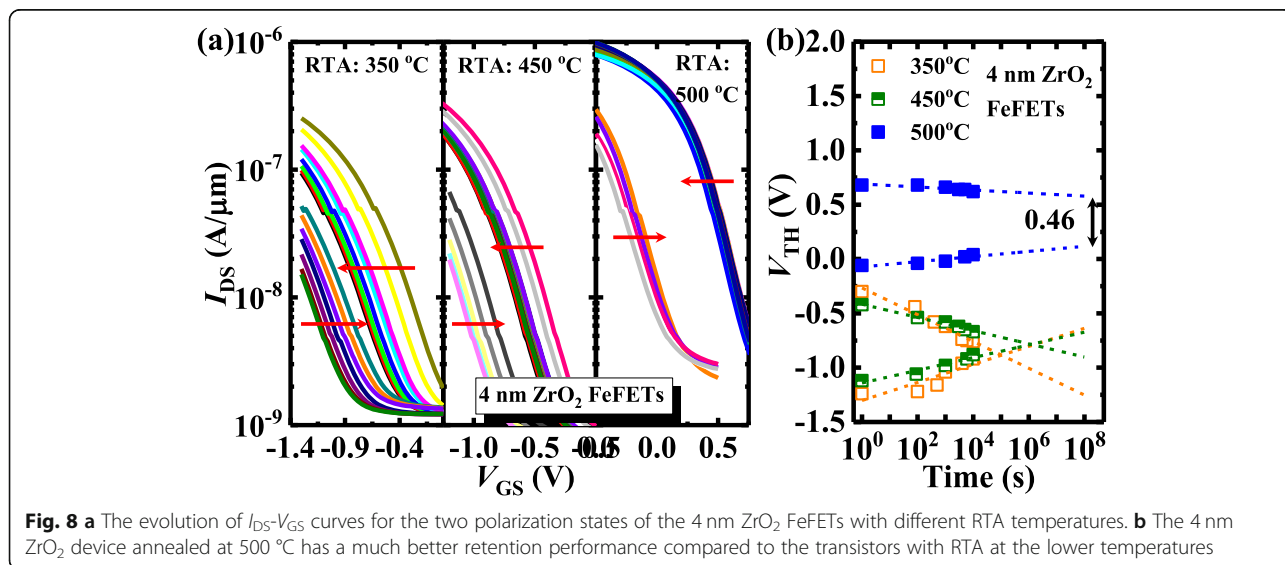 (a)
10⁻⁶
10⁻⁷
10⁻⁸
10⁻⁹
I_DS (A/μm)
RTA: 350 °C
RTA: 450 °C
RTA:
500 °C
4 nm ZrO₂ FeFETs
-1.4 -0.9 -0.4
-1.0 -0.5
0.0 0.5
V_GS (V)
(b)
2.0
1.5
1.0
0.5
0.0
-0.5
-1.0
-1.5
V_TH (V)
350°C
450°C
500°C
4 nm ZrO₂
FeFETs
0.46
10⁰ 10² 10⁴ 10⁶ 10⁸
Time (s)
Fig. 8 a The evolution of I_DS-V_GS curves for the two polarization states of the 4 nm ZrO₂ FeFETs with different RTA temperatures. b The 4 nm
ZrO₂ device annealed at 500 °C has a much better retention performance compared to the transistors with RTA at the lower temperatures